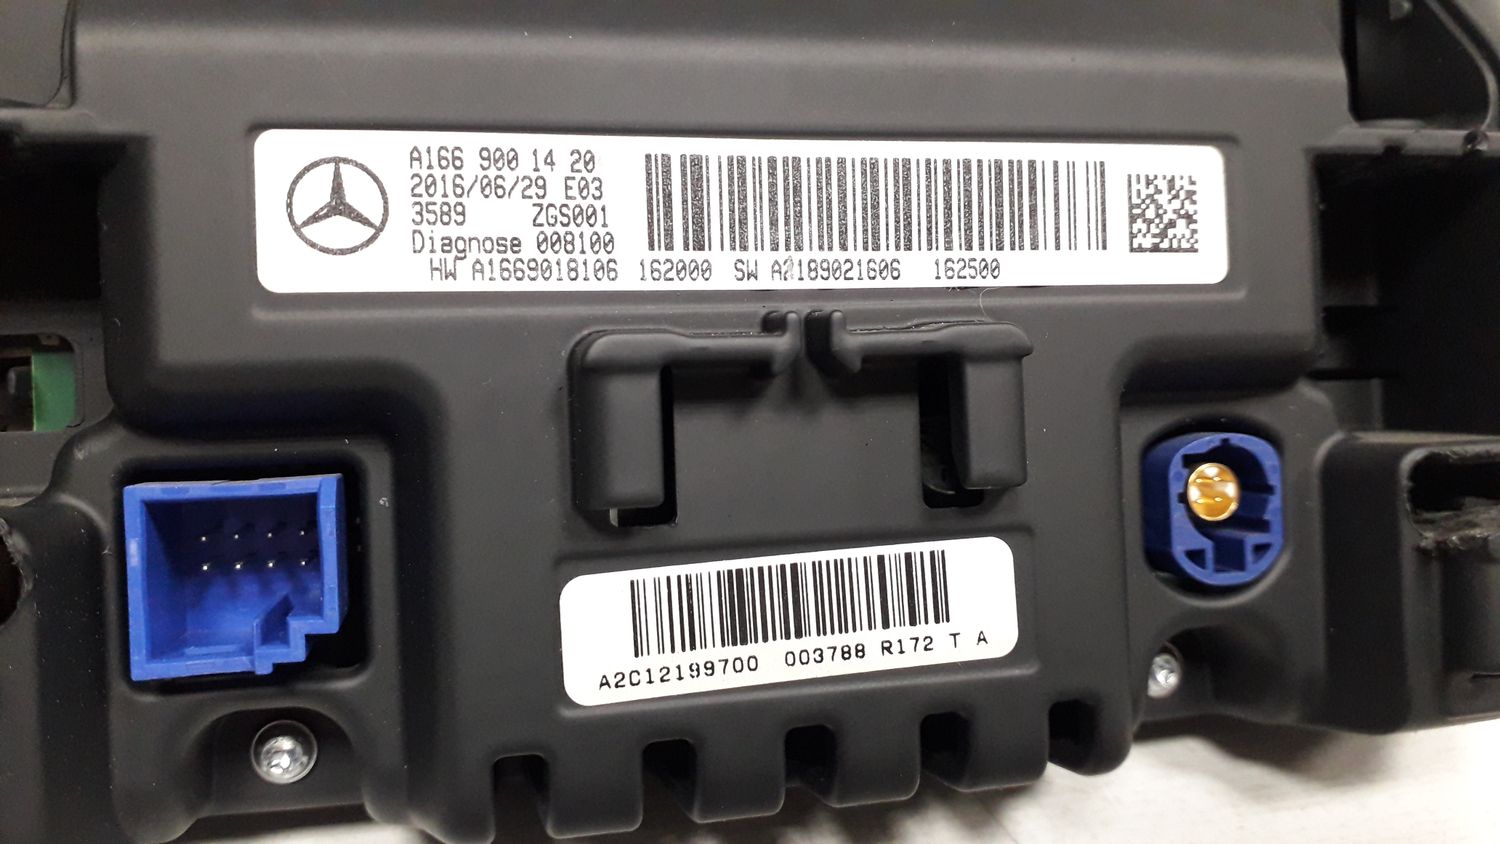 A166 900 14 20
2016/06/29 E03
3589 ZGS001
Diagnose 008100
HW A1669018106 162000 SW A2189021606 162500
A2C12199700 003788 R172 T A